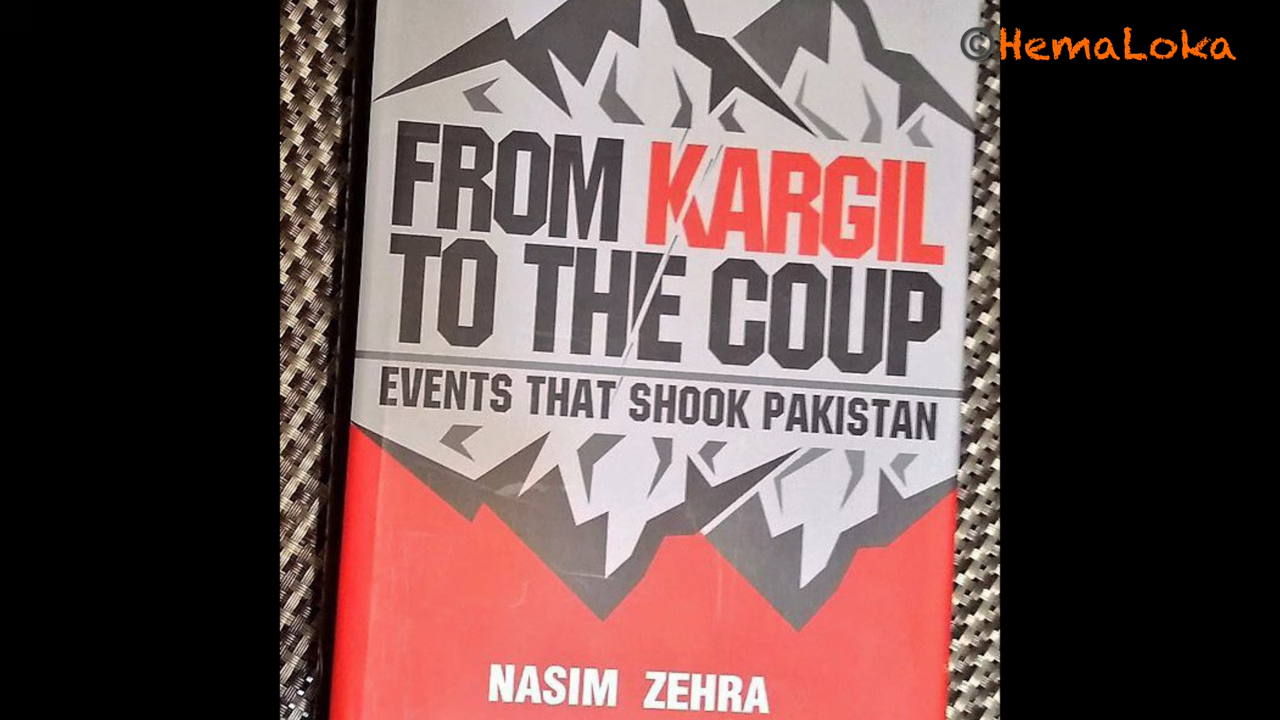 ©HemaLoka
FROM KARGIL
TO THE COUP
EVENTS THAT SHOOK PAKISTAN
NASIM ZEHRA